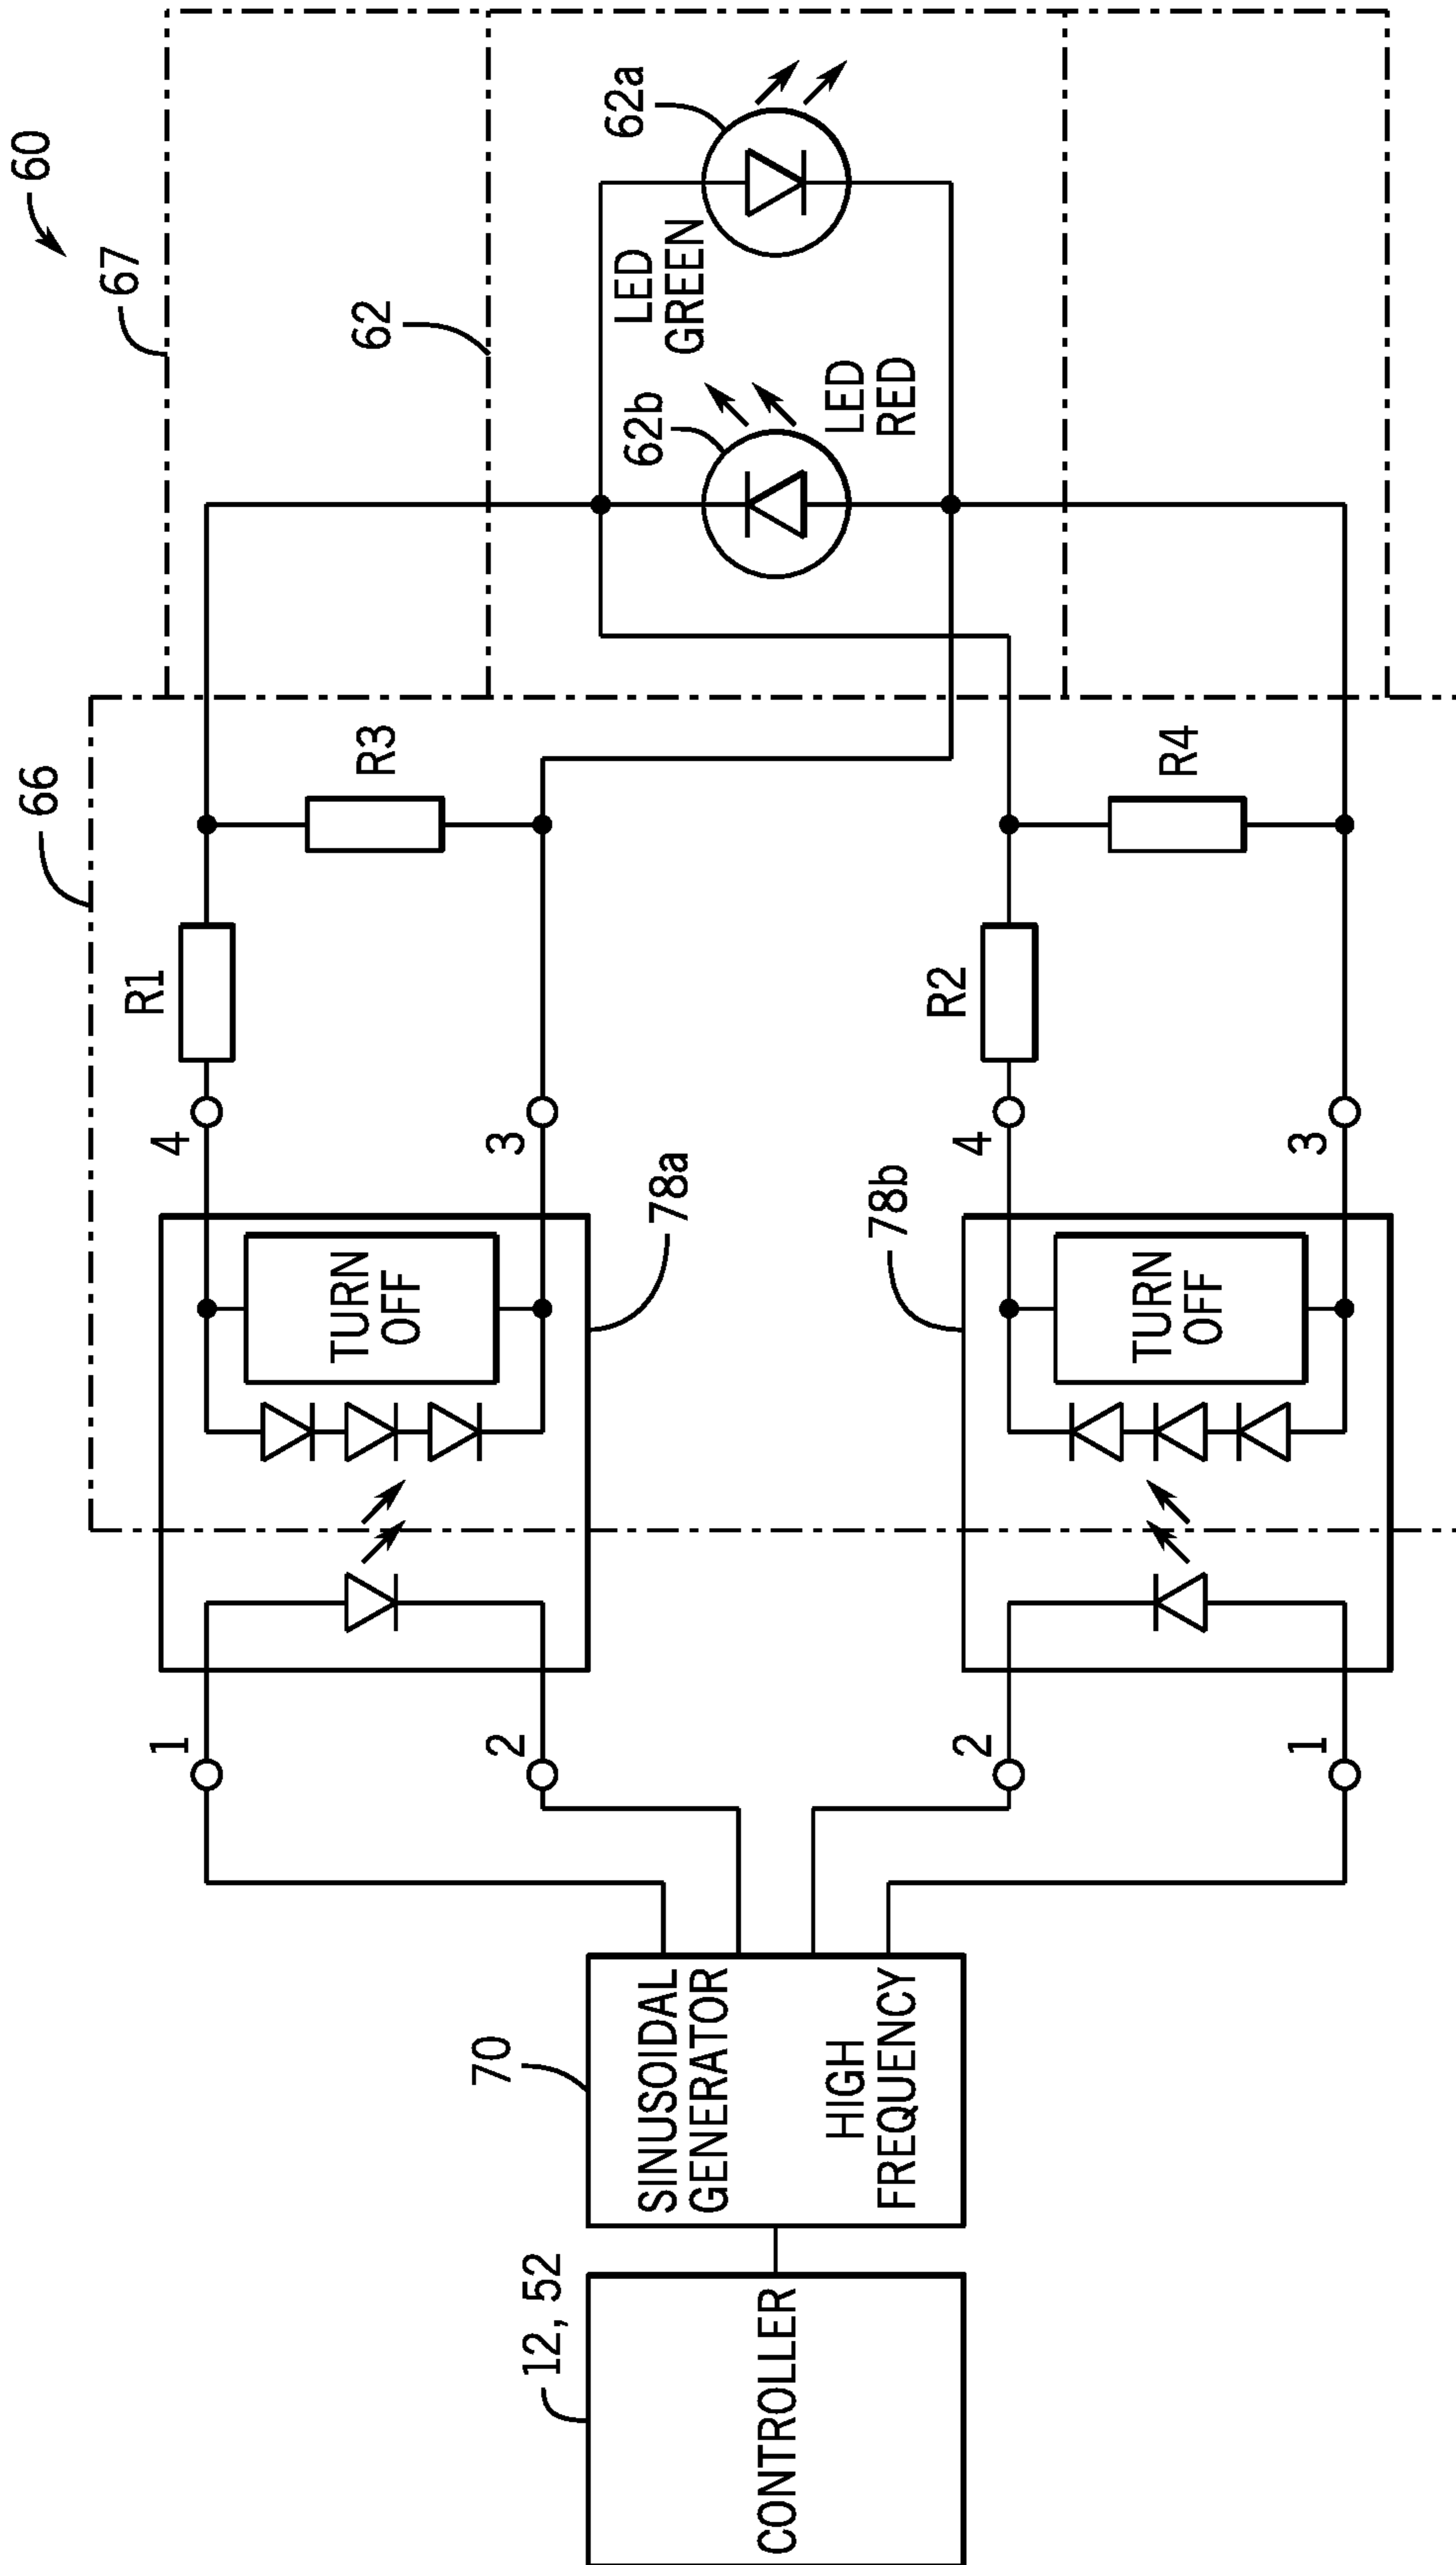 60
67
62
62a
LED
GREEN
62b
LED
RED
66
R3
R4
R1
R2
4
3
4
3
78a
78b
TURN
OFF
TURN
OFF
1
2
2
1
70
SINUSOIDAL
GENERATOR
HIGH
FREQUENCY
12, 52
CONTROLLER